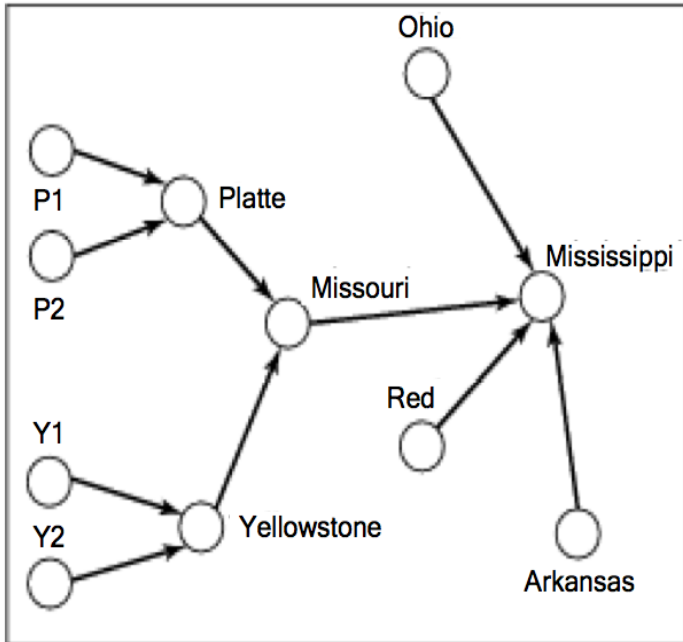 Ohio
P1
Platte
P2
Mississippi
Missouri
Red
Y1
Y2
Yellowstone
Arkansas